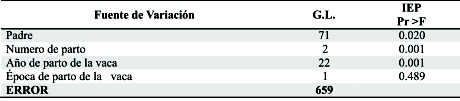 Fuente de Variación G.L. IEP
Pr >F
Padre 71 0.020
Numero de parto 2 0.001
Año de parto de la vaca 22 0.001
Época de parto de la vaca 1 0.489
ERROR 659